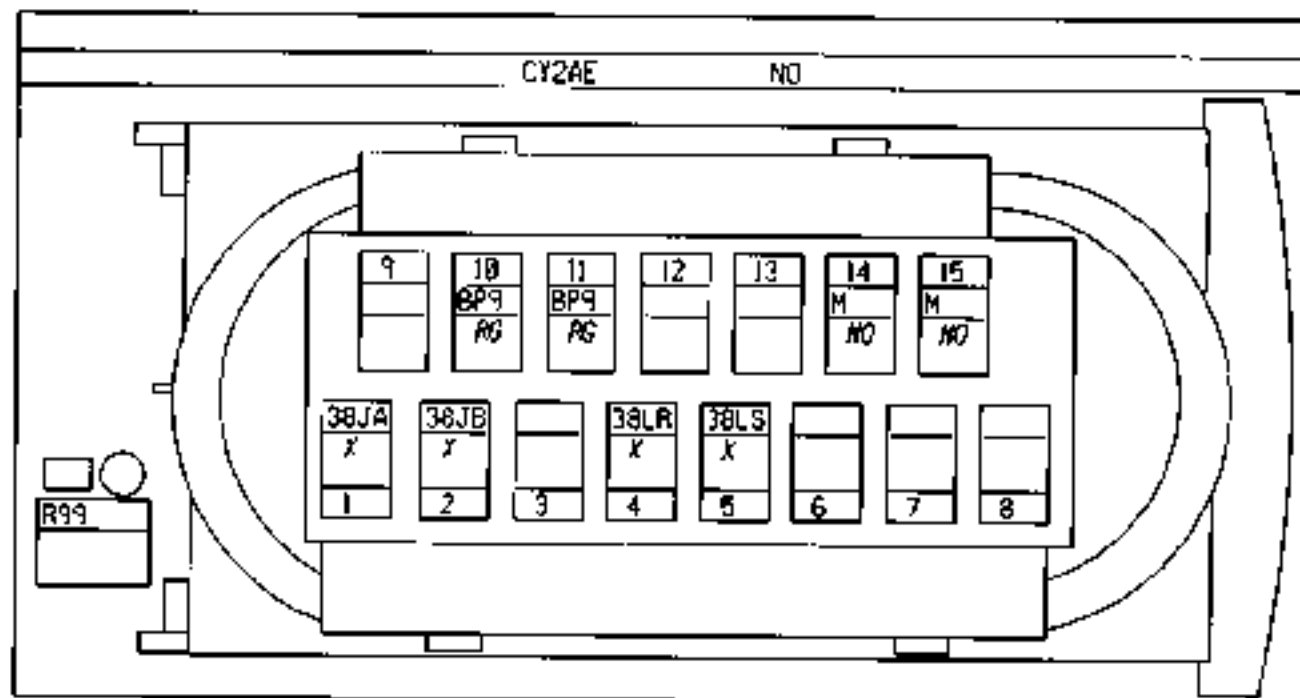 CY2AE NO
9 10 11 12 13 14 15
BP9 BP9 M M
RG RG NO NO
38JA 38JB 38LR 38LS
X X X X
1 2 3 4 5 6 7 8
R99